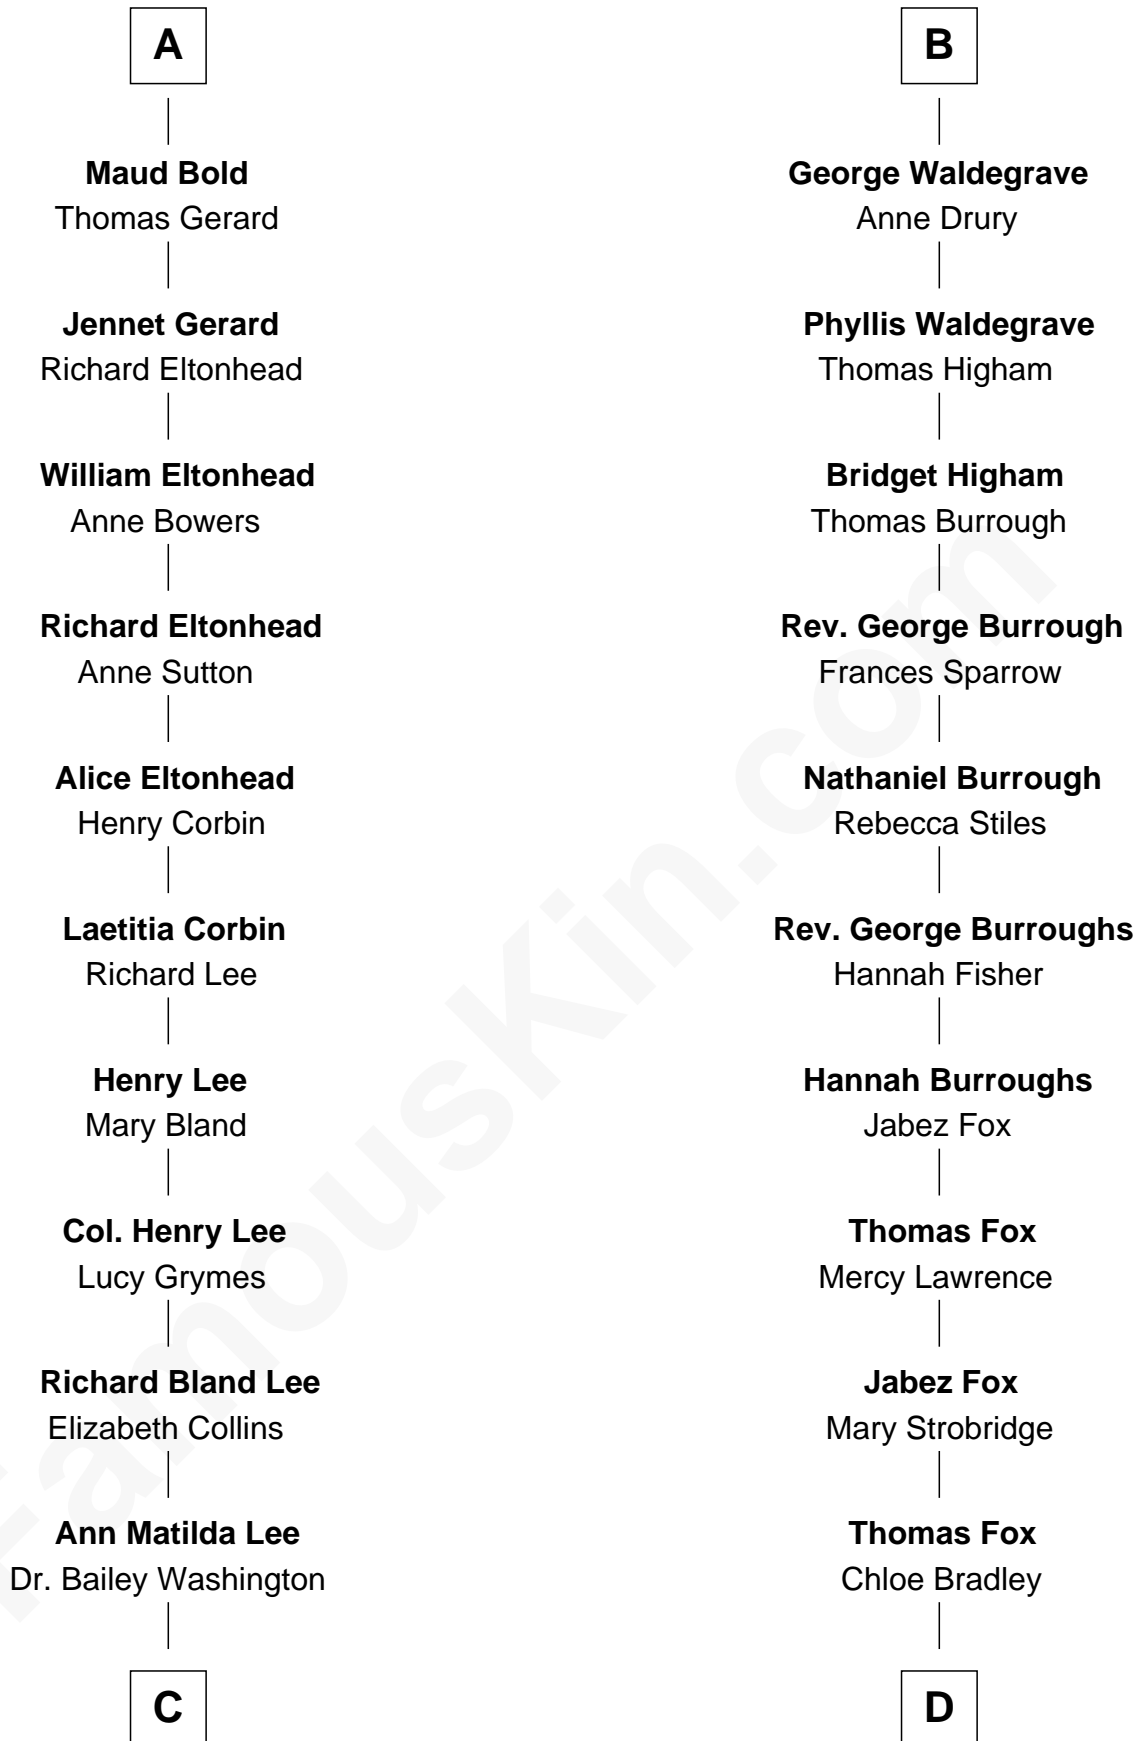 A
Maud Bold
Thomas Gerard
Jennet Gerard
Richard Eltonhead
William Eltonhead
Anne Bowers
Richard Eltonhead
Anne Sutton
Alice Eltonhead
Henry Corbin
Laetitia Corbin
Richard Lee
Henry Lee
Mary Bland
Col. Henry Lee
Lucy Grymes
Richard Bland Lee
Elizabeth Collins
Ann Matilda Lee
Dr. Bailey Washington
C
B
George Waldegrave
Anne Drury
Phyllis Waldegrave
Thomas Higham
Bridget Higham
Thomas Burrough
Rev. George Burrough
Frances Sparrow
Nathaniel Burrough
Rebecca Stiles
Rev. George Burroughs
Hannah Fisher
Hannah Burroughs
Jabez Fox
Thomas Fox
Mercy Lawrence
Jabez Fox
Mary Strobridge
Thomas Fox
Chloe Bradley
D
FamousKin.com